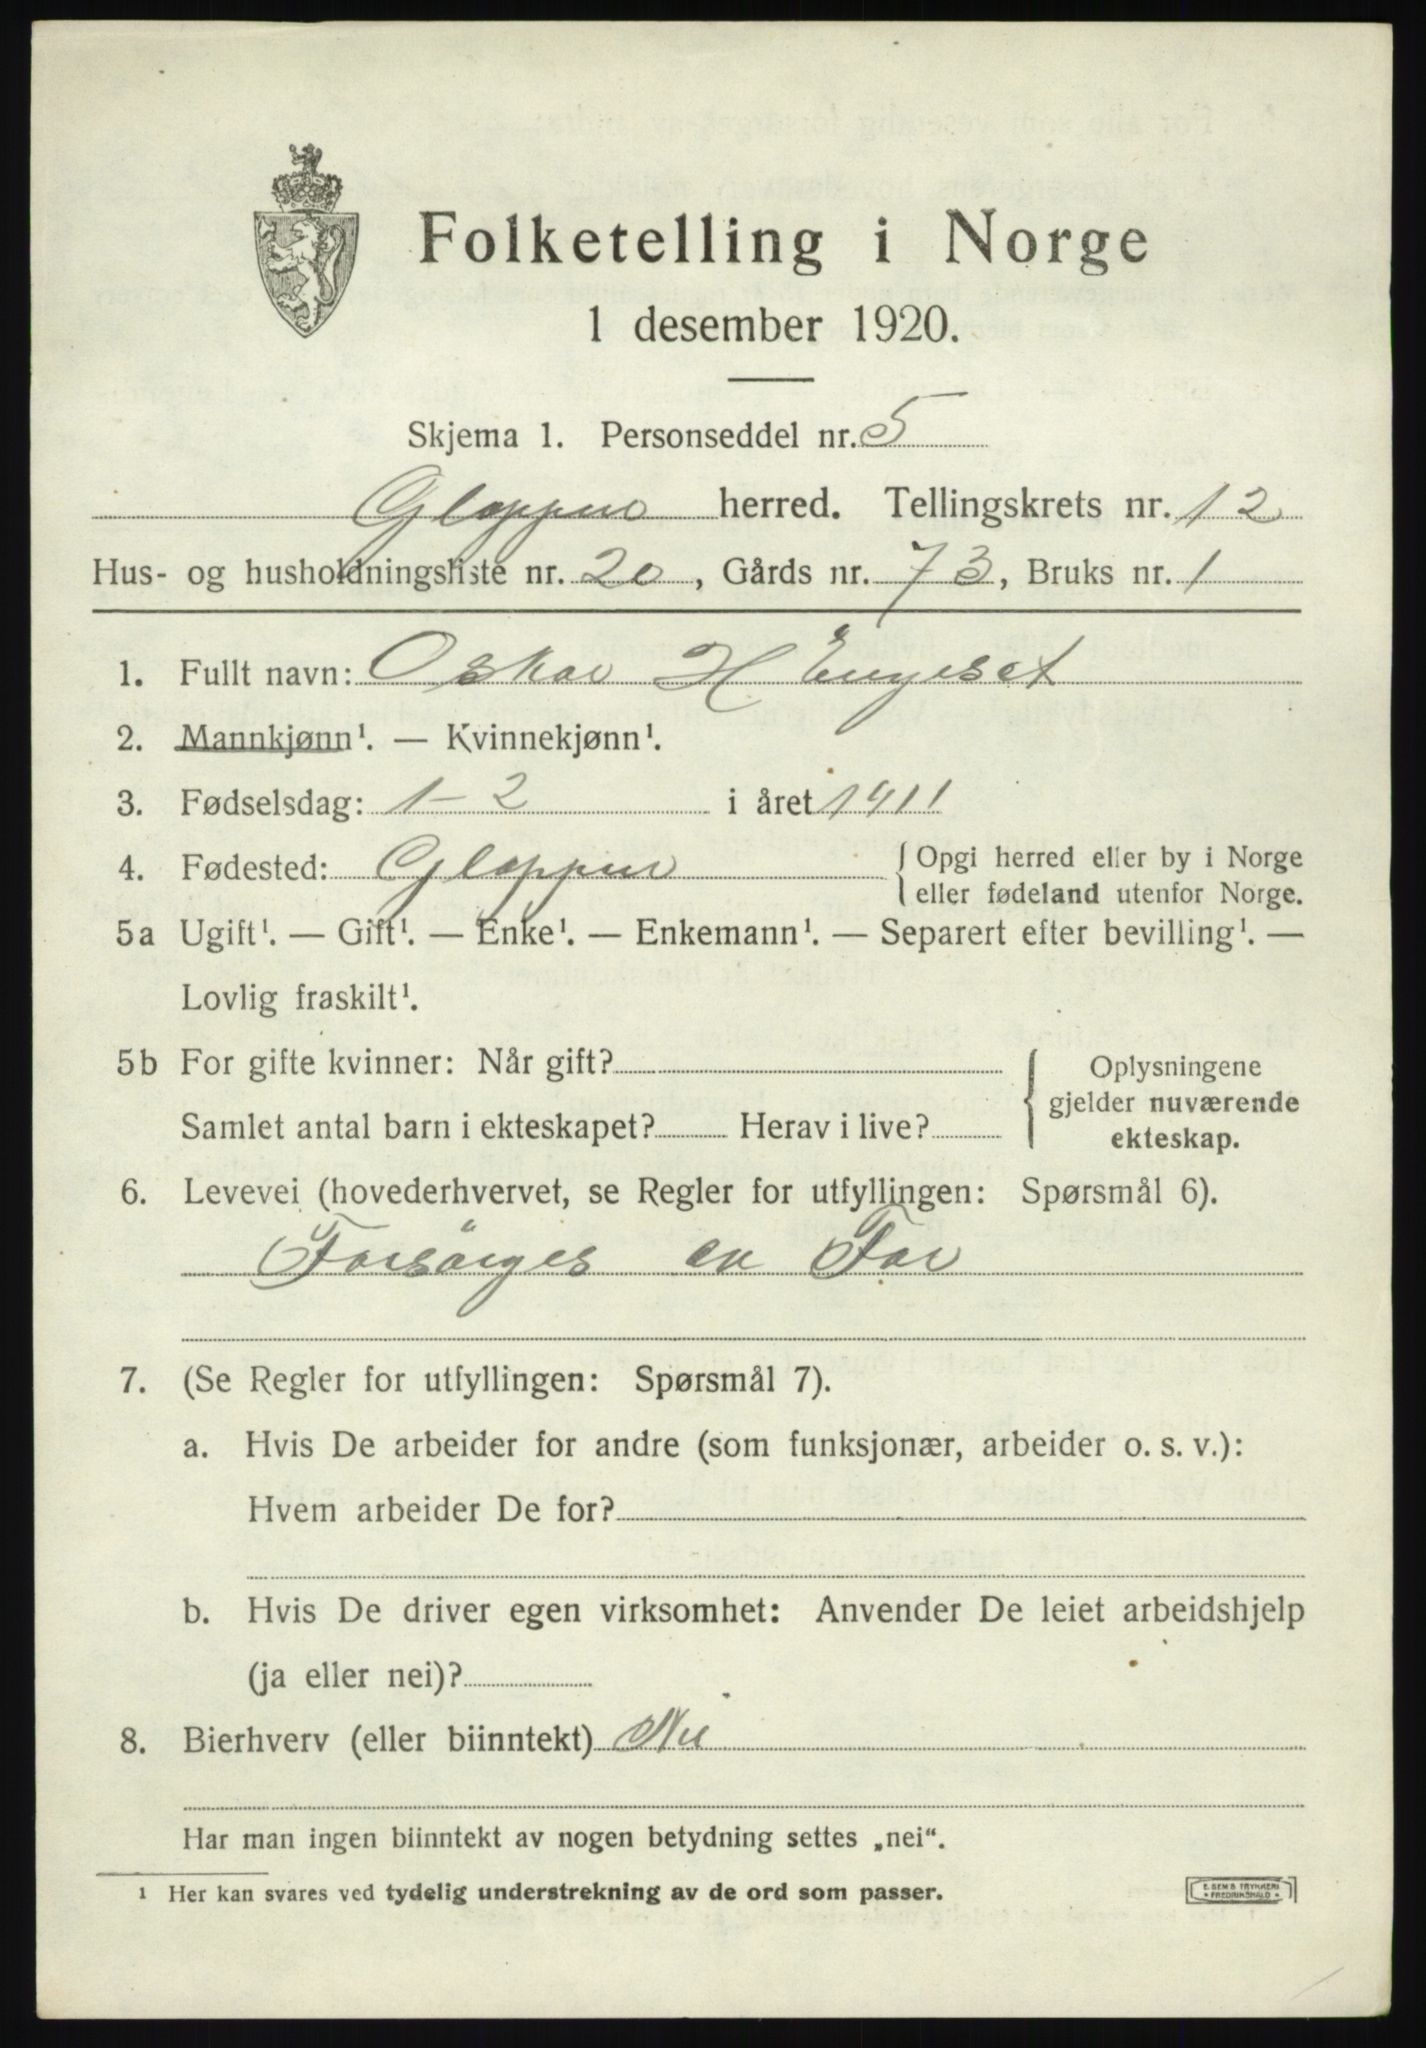 Folketelling i Norge
1 desember 1920.
Skjema 1. Personseddel nr. 5
Gloppen herred. Tellingskrets nr. 12
Hus- og husholdningsliste nr. 20, Gårds nr. 73, Bruks nr. 1
1. Fullt navn: Oskar H Engeset
2. Mannkjønn¹. — Kvinnekjønn¹.
3. Fødselsdag: 1-2 i året 1911
4. Fødested: Gloppen {Opgi herred eller by i Norge
eller fødeland utenfor Norge.
5a Ugift¹. — Gift¹. — Enke¹. — Enkemann¹. — Separert efter bevilling¹. —
Lovlig fraskilt¹.
5b For gifte kvinner: Når gift? { Oplysningene
gjelder nuværende
Samlet antal barn i ekteskapet? Herav i live? ekteskap.
6. Levevei (hovederhvervet, se Regler for utfyllingen: Spørsmål 6).
Forsörges av Far
7. (Se Regler for utfyllingen: Spørsmål 7).
a. Hvis De arbeider for andre (som funksjonær, arbeider o. s. v.):
Hvem arbeider De for?
b. Hvis De driver egen virksomhet: Anvender De leiet arbeidshjelp
(ja eller nei)?
8. Bierhverv (eller biinntekt) Nei
Har man ingen biinntekt av nogen betydning settes „nei“.
¹ Her kan svares ved tydelig understrekning av de ord som passer.
E. SEMS TRYKKERI
FREDRIKSHALD